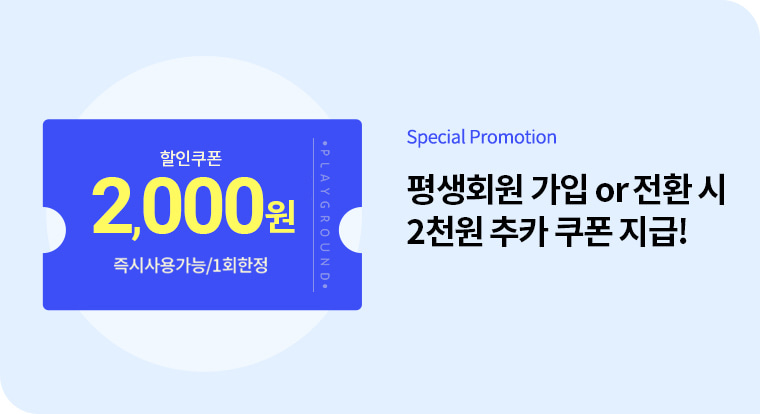 할인쿠폰
2,000원
즉시사용가능/1회한정
•PLAYGROUND•
Special Promotion
평생회원 가입 or 전환 시
2천원 추카 쿠폰 지급!